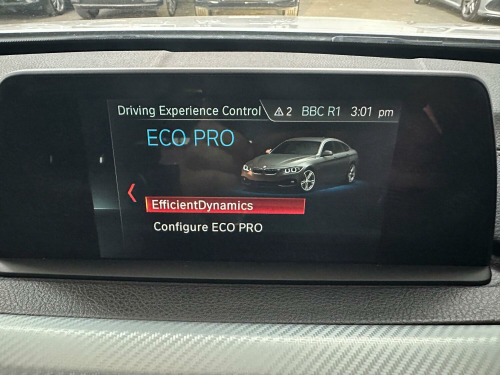 Driving Experience Control ⚠ 2 BBC R1 3:01 pm
ECO PRO
EfficientDynamics
Configure ECO PRO